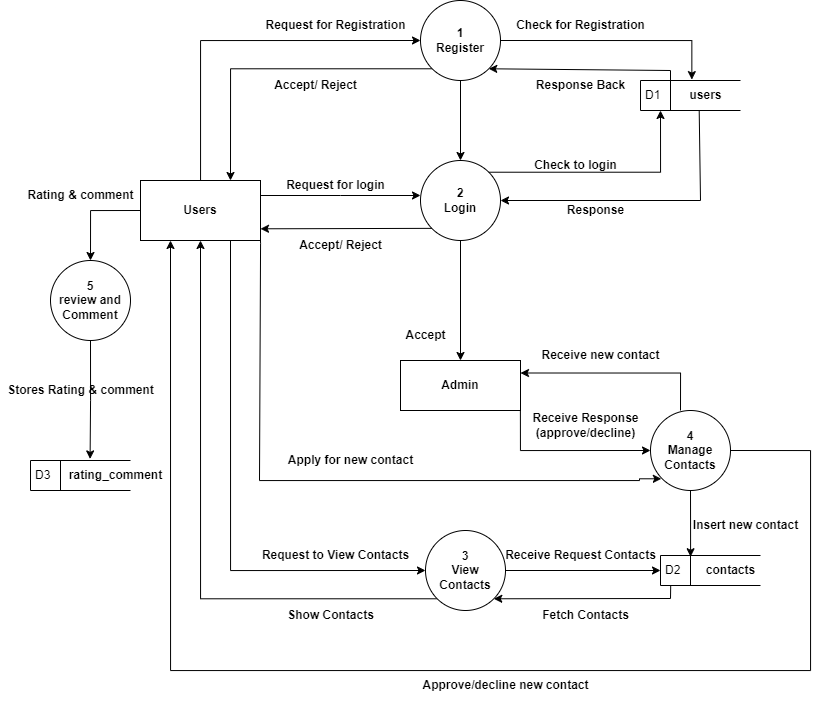 Request for Registration
1
Register
Check for Registration
Accept/ Reject
Response Back
D1
users
Rating & comment
Users
Request for login
2
Login
Check to login
Response
Accept/ Reject
5
review and
Comment
Accept
Receive new contact
Admin
Stores Rating & comment
Receive Response
(approve/decline)
4
Manage
Contacts
D3
rating_comment
Apply for new contact
Insert new contact
Request to View Contacts
3
View
Contacts
Receive Request Contacts
D2
contacts
Show Contacts
Fetch Contacts
Approve/decline new contact